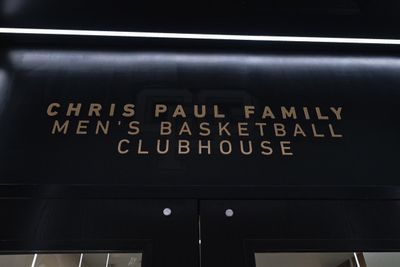 CHRIS PAUL FAMILY
MEN'S BASKETBALL
CLUBHOUSE